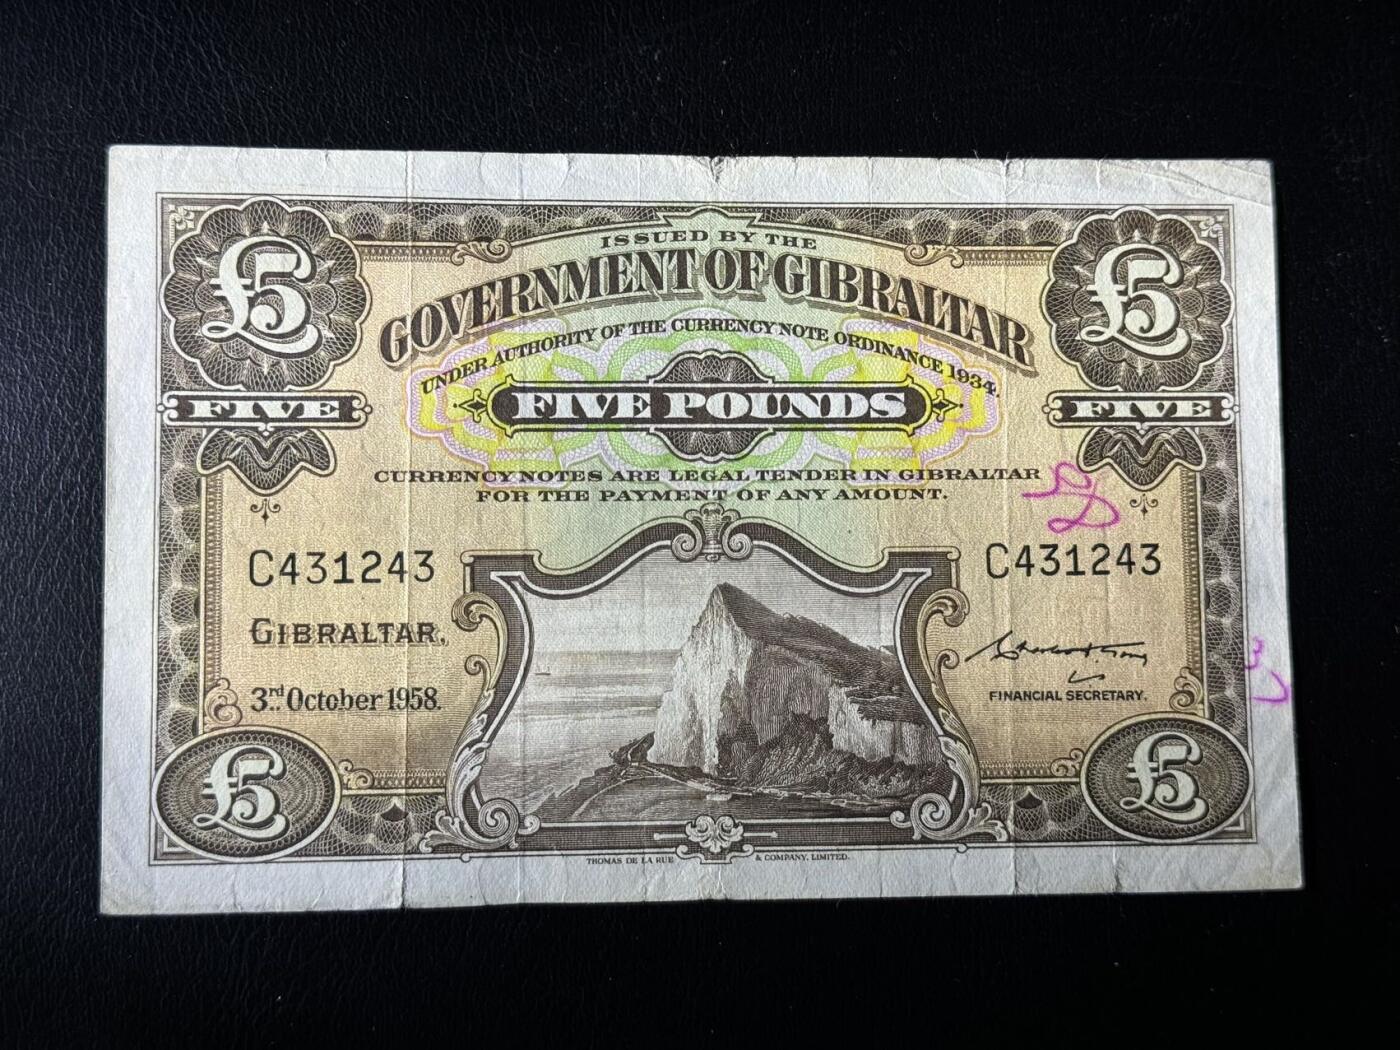 £5 £5
ISSUED BY THE
GOVERNMENT OF GIBRALTAR
UNDER AUTHORITY OF THE CURRENCY NOTE ORDINANCE 1934.
FIVE FIVE POUNDS FIVE
CURRENCY NOTES ARE LEGAL TENDER IN GIBRALTAR
FOR THE PAYMENT OF ANY AMOUNT.
C431243 C431243
GIBRALTAR,
3rd October 1958.
FINANCIAL SECRETARY.
£5 £5
THOMAS DE LA RUE & COMPANY, LIMITED.